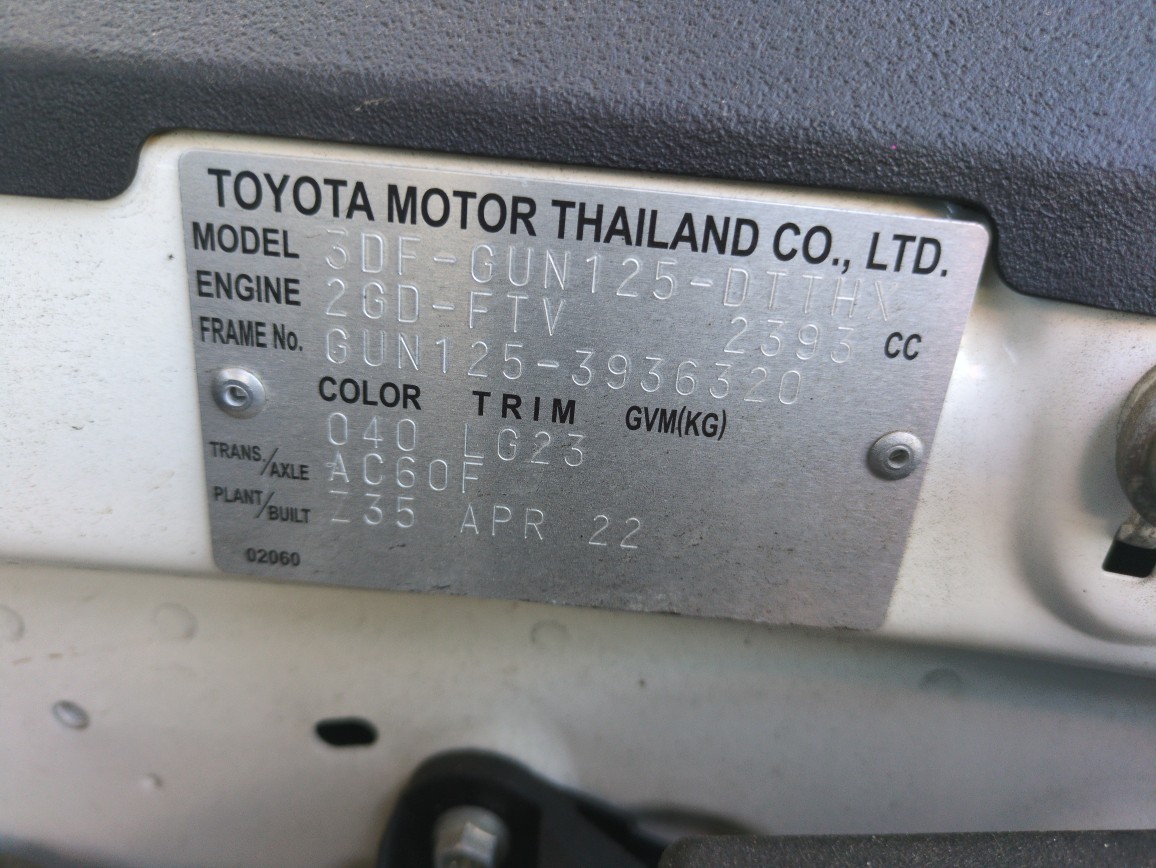 TOYOTA MOTOR THAILAND CO., LTD.
MODEL 3DF-GUN125-DTTHX
ENGINE 2GD-FTV 2393 CC
FRAME No. GUN125-3936320
COLOR TRIM GVM(KG)
040 LG23
TRANS./AXLE AC60F
PLANT/BUILT Z35 APR 22
02060